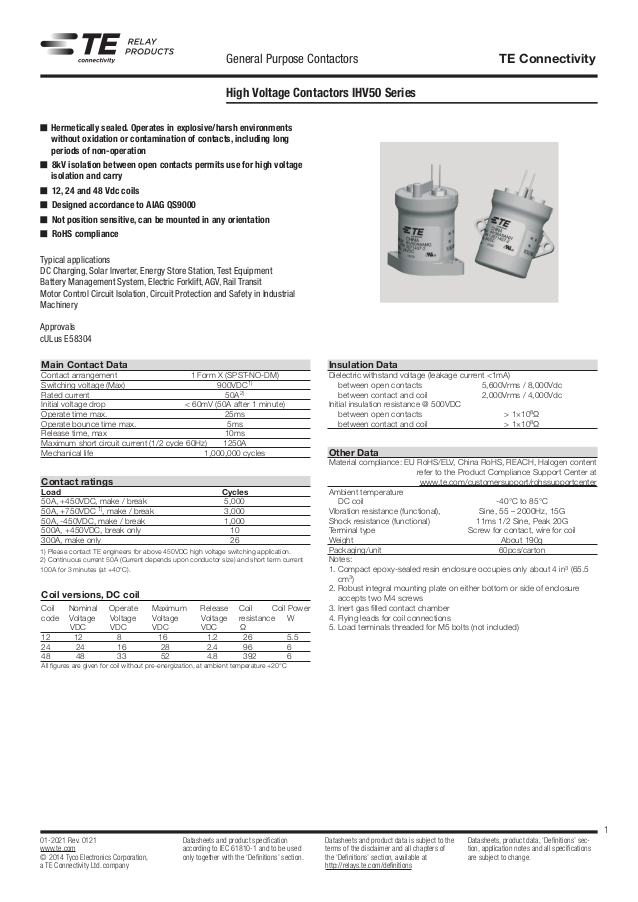 TE
connectivity
RELAY
PRODUCTS
General Purpose Contactors
TE Connectivity
High Voltage Contactors IHV50 Series
■ Hermetically sealed. Operates in explosive/harsh environments
without oxidation or contamination of contacts, including long
periods of non-operation
■ 8kV isolation between open contacts permits use for high voltage
isolation and carry
■ 12, 24 and 48 Vdc coils
■ Designed accordance to AIAG QS9000
■ Not position sensitive, can be mounted in any orientation
■ RoHS compliance
Typical applications
DC Charging, Solar Inverter, Energy Store Station, Test Equipment
Battery Management System, Electric Forklift, AGV, Rail Transit
Motor Control Circuit Isolation, Circuit Protection and Safety in Industrial
Machinery
Approvals
cULus E58304
Main Contact Data
Contact arrangement 1 Form X (SPST-NO-DM)
Switching voltage (Max) 900VDC1)
Rated current 50A2)
Initial voltage drop < 60mV (50A after 1 minute)
Operate time max. 25ms
Operate bounce time max. 5ms
Release time, max 10ms
Maximum short circuit current (1/2 cycle 60Hz) 1250A
Mechanical life 1,000,000 cycles
Contact ratings
Load Cycles
50A, +450VDC, make / break 5,000
50A, +750VDC 1), make / break 3,000
50A, -450VDC, make / break 1,000
500A, +450VDC, break only 10
300A, make only 26
1) Please contact TE engineers for above 450VDC high voltage switching application.
2) Continuous current 50A (Current depends upon conductor size) and short term current
100A for 3 minutes (at +40°C).
Coil versions, DC coil
Coil Nominal Operate Maximum Release Coil Coil Power
code Voltage Voltage Voltage Voltage resistance W
VDC VDC VDC VDC Ω
12 12 8 16 1.2 26 5.5
24 24 16 28 2.4 96 6
48 48 33 52 4.8 392 6
All figures are given for coil without pre-energization, at ambient temperature +20°C
Insulation Data
Dielectric withstand voltage (leakage current <1mA)
between open contacts 5,600Vrms / 8,000Vdc
between contact and coil 2,000Vrms / 4,000Vdc
Initial insulation resistance @ 500VDC
between open contacts > 1×10⁸Ω
between contact and coil > 1×10⁸Ω
Other Data
Material compliance: EU RoHS/ELV, China RoHS, REACH, Halogen content
refer to the Product Compliance Support Center at
www.te.com/customersupport/rohssupportcenter
Ambient temperature
DC coil -40°C to 85°C
Vibration resistance (functional), Sine, 55 – 2000Hz, 15G
Shock resistance (functional) 11ms 1/2 Sine, Peak 20G
Terminal type Screw for contact, wire for coil
Weight About 190g
Packaging/unit 60pcs/carton
Notes:
1. Compact epoxy-sealed resin enclosure occupies only about 4 in³ (65.5
cm³)
2. Robust integral mounting plate on either bottom or side of enclosure
accepts two M4 screws
3. Inert gas filled contact chamber
4. Flying leads for coil connections
5. Load terminals threaded for M5 bolts (not included)
1
01-2021 Rev. 0121
www.te.com
© 2014 Tyco Electronics Corporation,
a TE Connectivity Ltd. company
Datasheets and product specification
according to IEC 61810-1 and to be used
only together with the ‘Definitions’ section.
Datasheets and product data is subject to the
terms of the disclaimer and all chapters of
the ‘Definitions’ section, available at
http://relays.te.com/definitions
Datasheets, product data, ‘Definitions’ sec-
tion, application notes and all specifications
are subject to change.